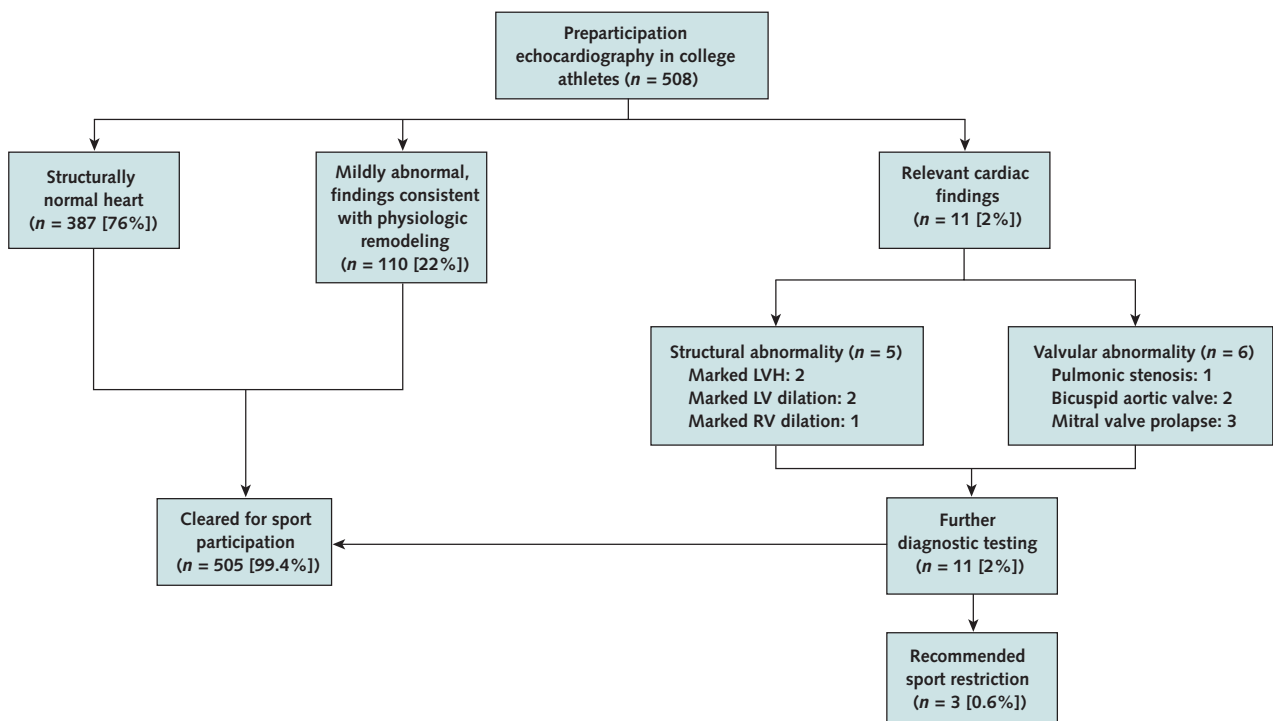 Preparticipation
echocardiography in college
athletes (n = 508)
Structurally
normal heart
(n = 387 [76%])
Mildly abnormal,
findings consistent
with physiologic
remodeling
(n = 110 [22%])
Relevant cardiac
findings
(n = 11 [2%])
Structural abnormality (n = 5)
Marked LVH: 2
Marked LV dilation: 2
Marked RV dilation: 1
Valvular abnormality (n = 6)
Pulmonic stenosis: 1
Bicuspid aortic valve: 2
Mitral valve prolapse: 3
Cleared for sport
participation
(n = 505 [99.4%])
Further
diagnostic testing
(n = 11 [2%])
Recommended
sport restriction
(n = 3 [0.6%])